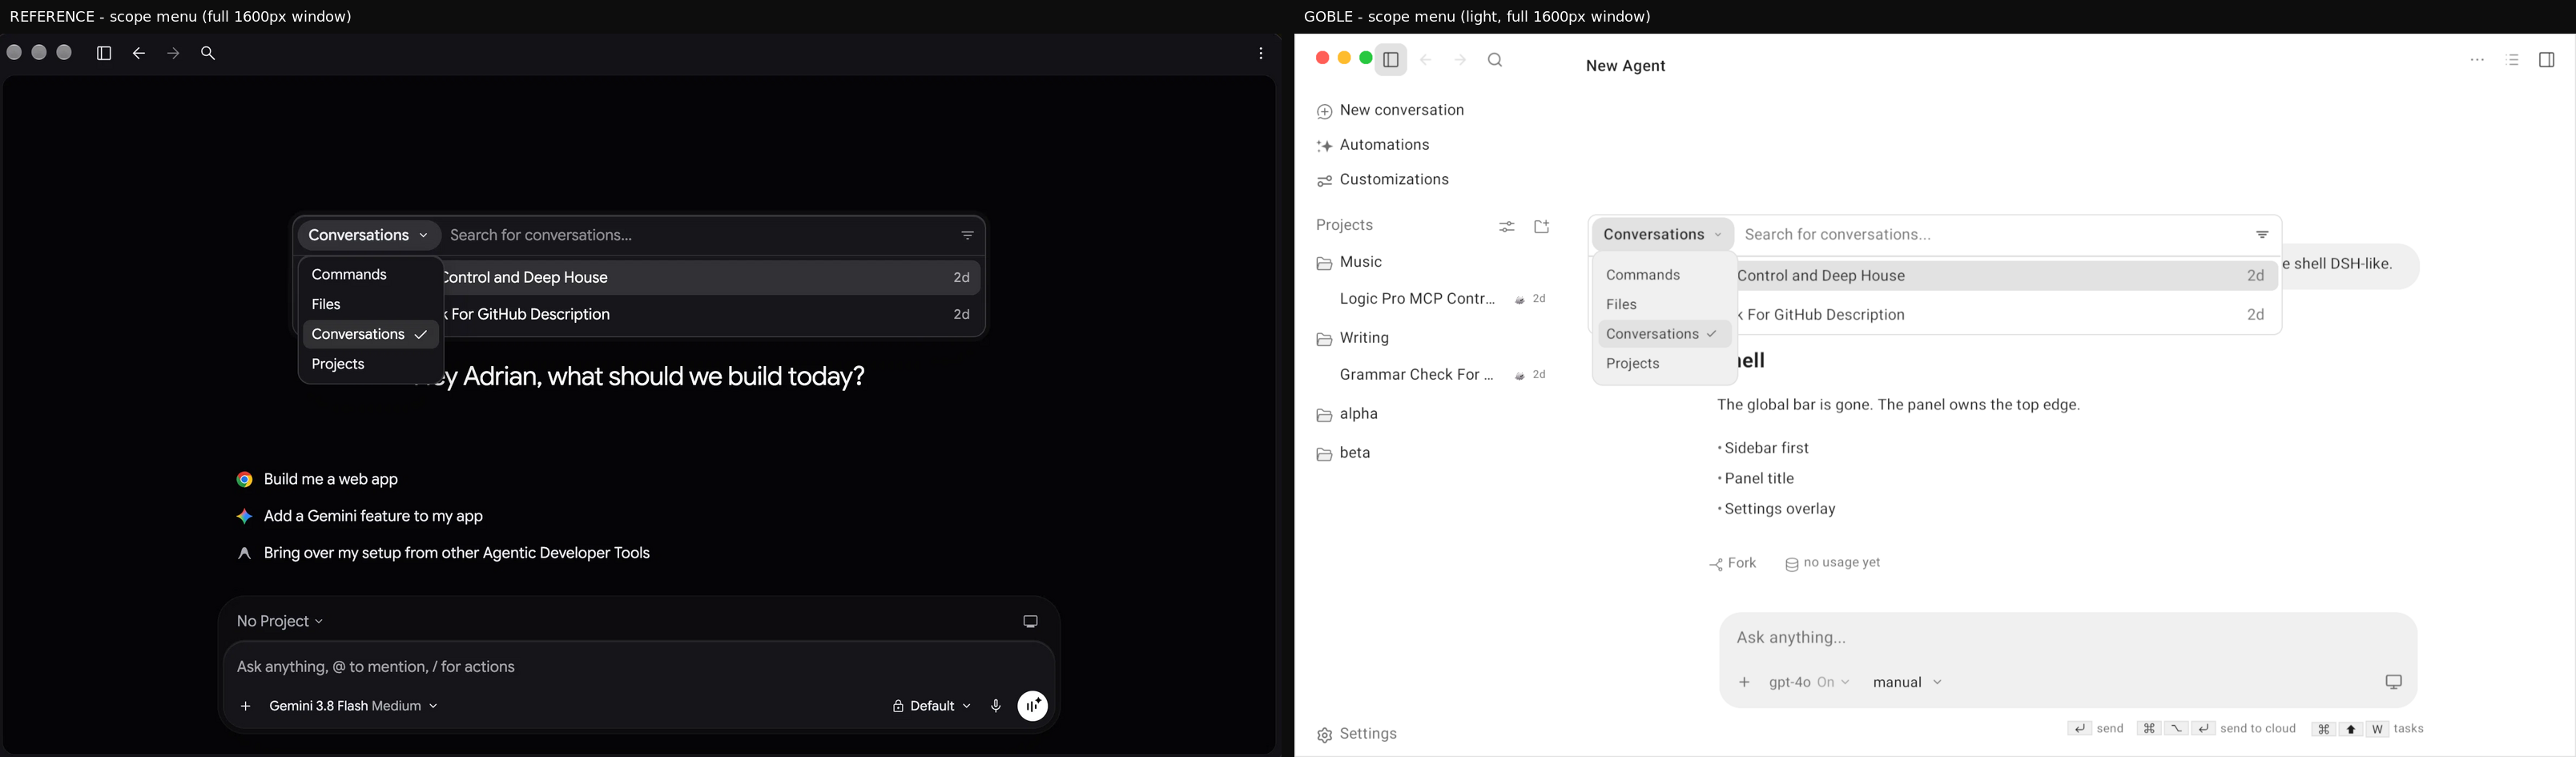 REFERENCE - scope menu (full 1600px window)
Conversations
Search for conversations...
Commands
Control and Deep House
2d
Files
For GitHub Description
2d
Conversations
Projects
Adrian, what should we build today?
Build me a web app
Add a Gemini feature to my app
Bring over my setup from other Agentic Developer Tools
No Project
Ask anything, @ to mention, / for actions
Gemini 3.8 Flash Medium
Default
GOBLE - scope menu (light, full 1600px window)
New Agent
New conversation
Automations
Customizations
Projects
Music
Logic Pro MCP Contr...
2d
Writing
Grammar Check For ...
2d
alpha
beta
Settings
Conversations
Search for conversations...
shell DSH-like.
Commands
Control and Deep House
2d
Files
For GitHub Description
2d
Conversations
Projects
The global bar is gone. The panel owns the top edge.
• Sidebar first
• Panel title
• Settings overlay
Fork
no usage yet
Ask anything...
gpt-4o On
manual
send
⌘ ⌥ send to cloud
⌘ W tasks